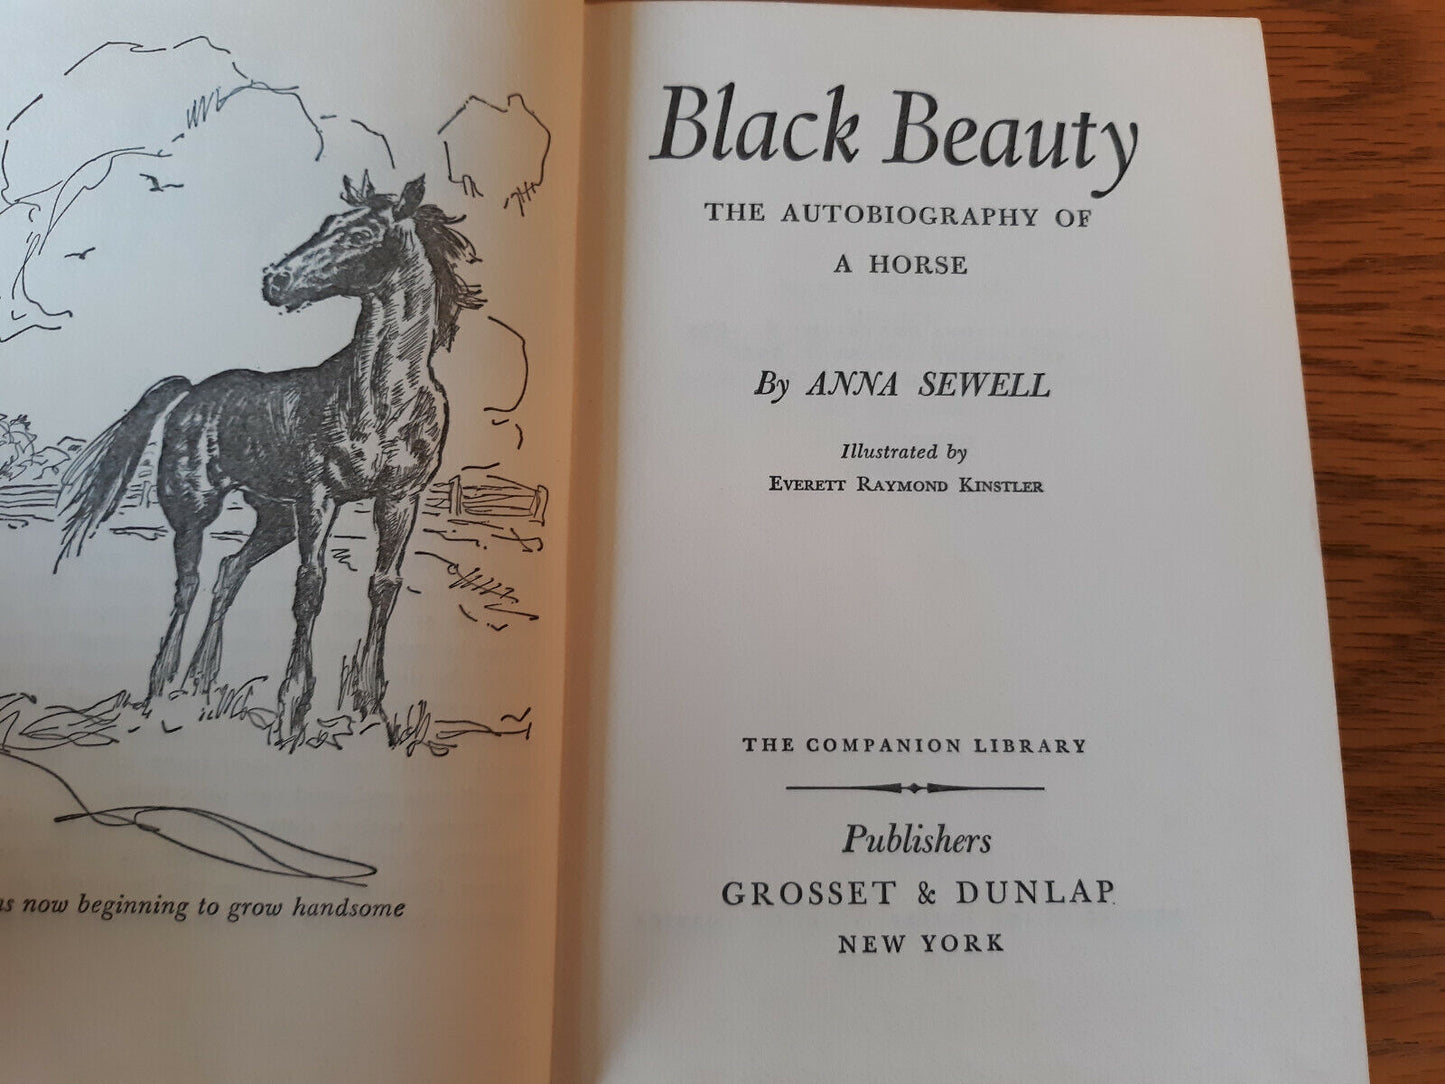 now beginning to grow handsome
Black Beauty
THE AUTOBIOGRAPHY OF
A HORSE
By ANNA SEWELL
Illustrated by
EVERETT RAYMOND KINSTLER
THE COMPANION LIBRARY
Publishers
GROSSET & DUNLAP
NEW YORK